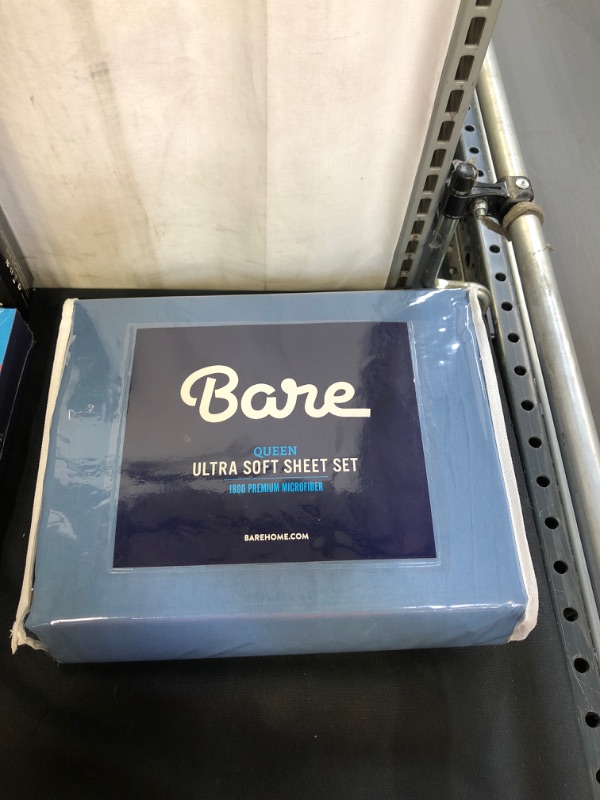 Bare
QUEEN
ULTRA SOFT SHEET SET
1800 PREMIUM MICROFIBER
BAREHOME.COM